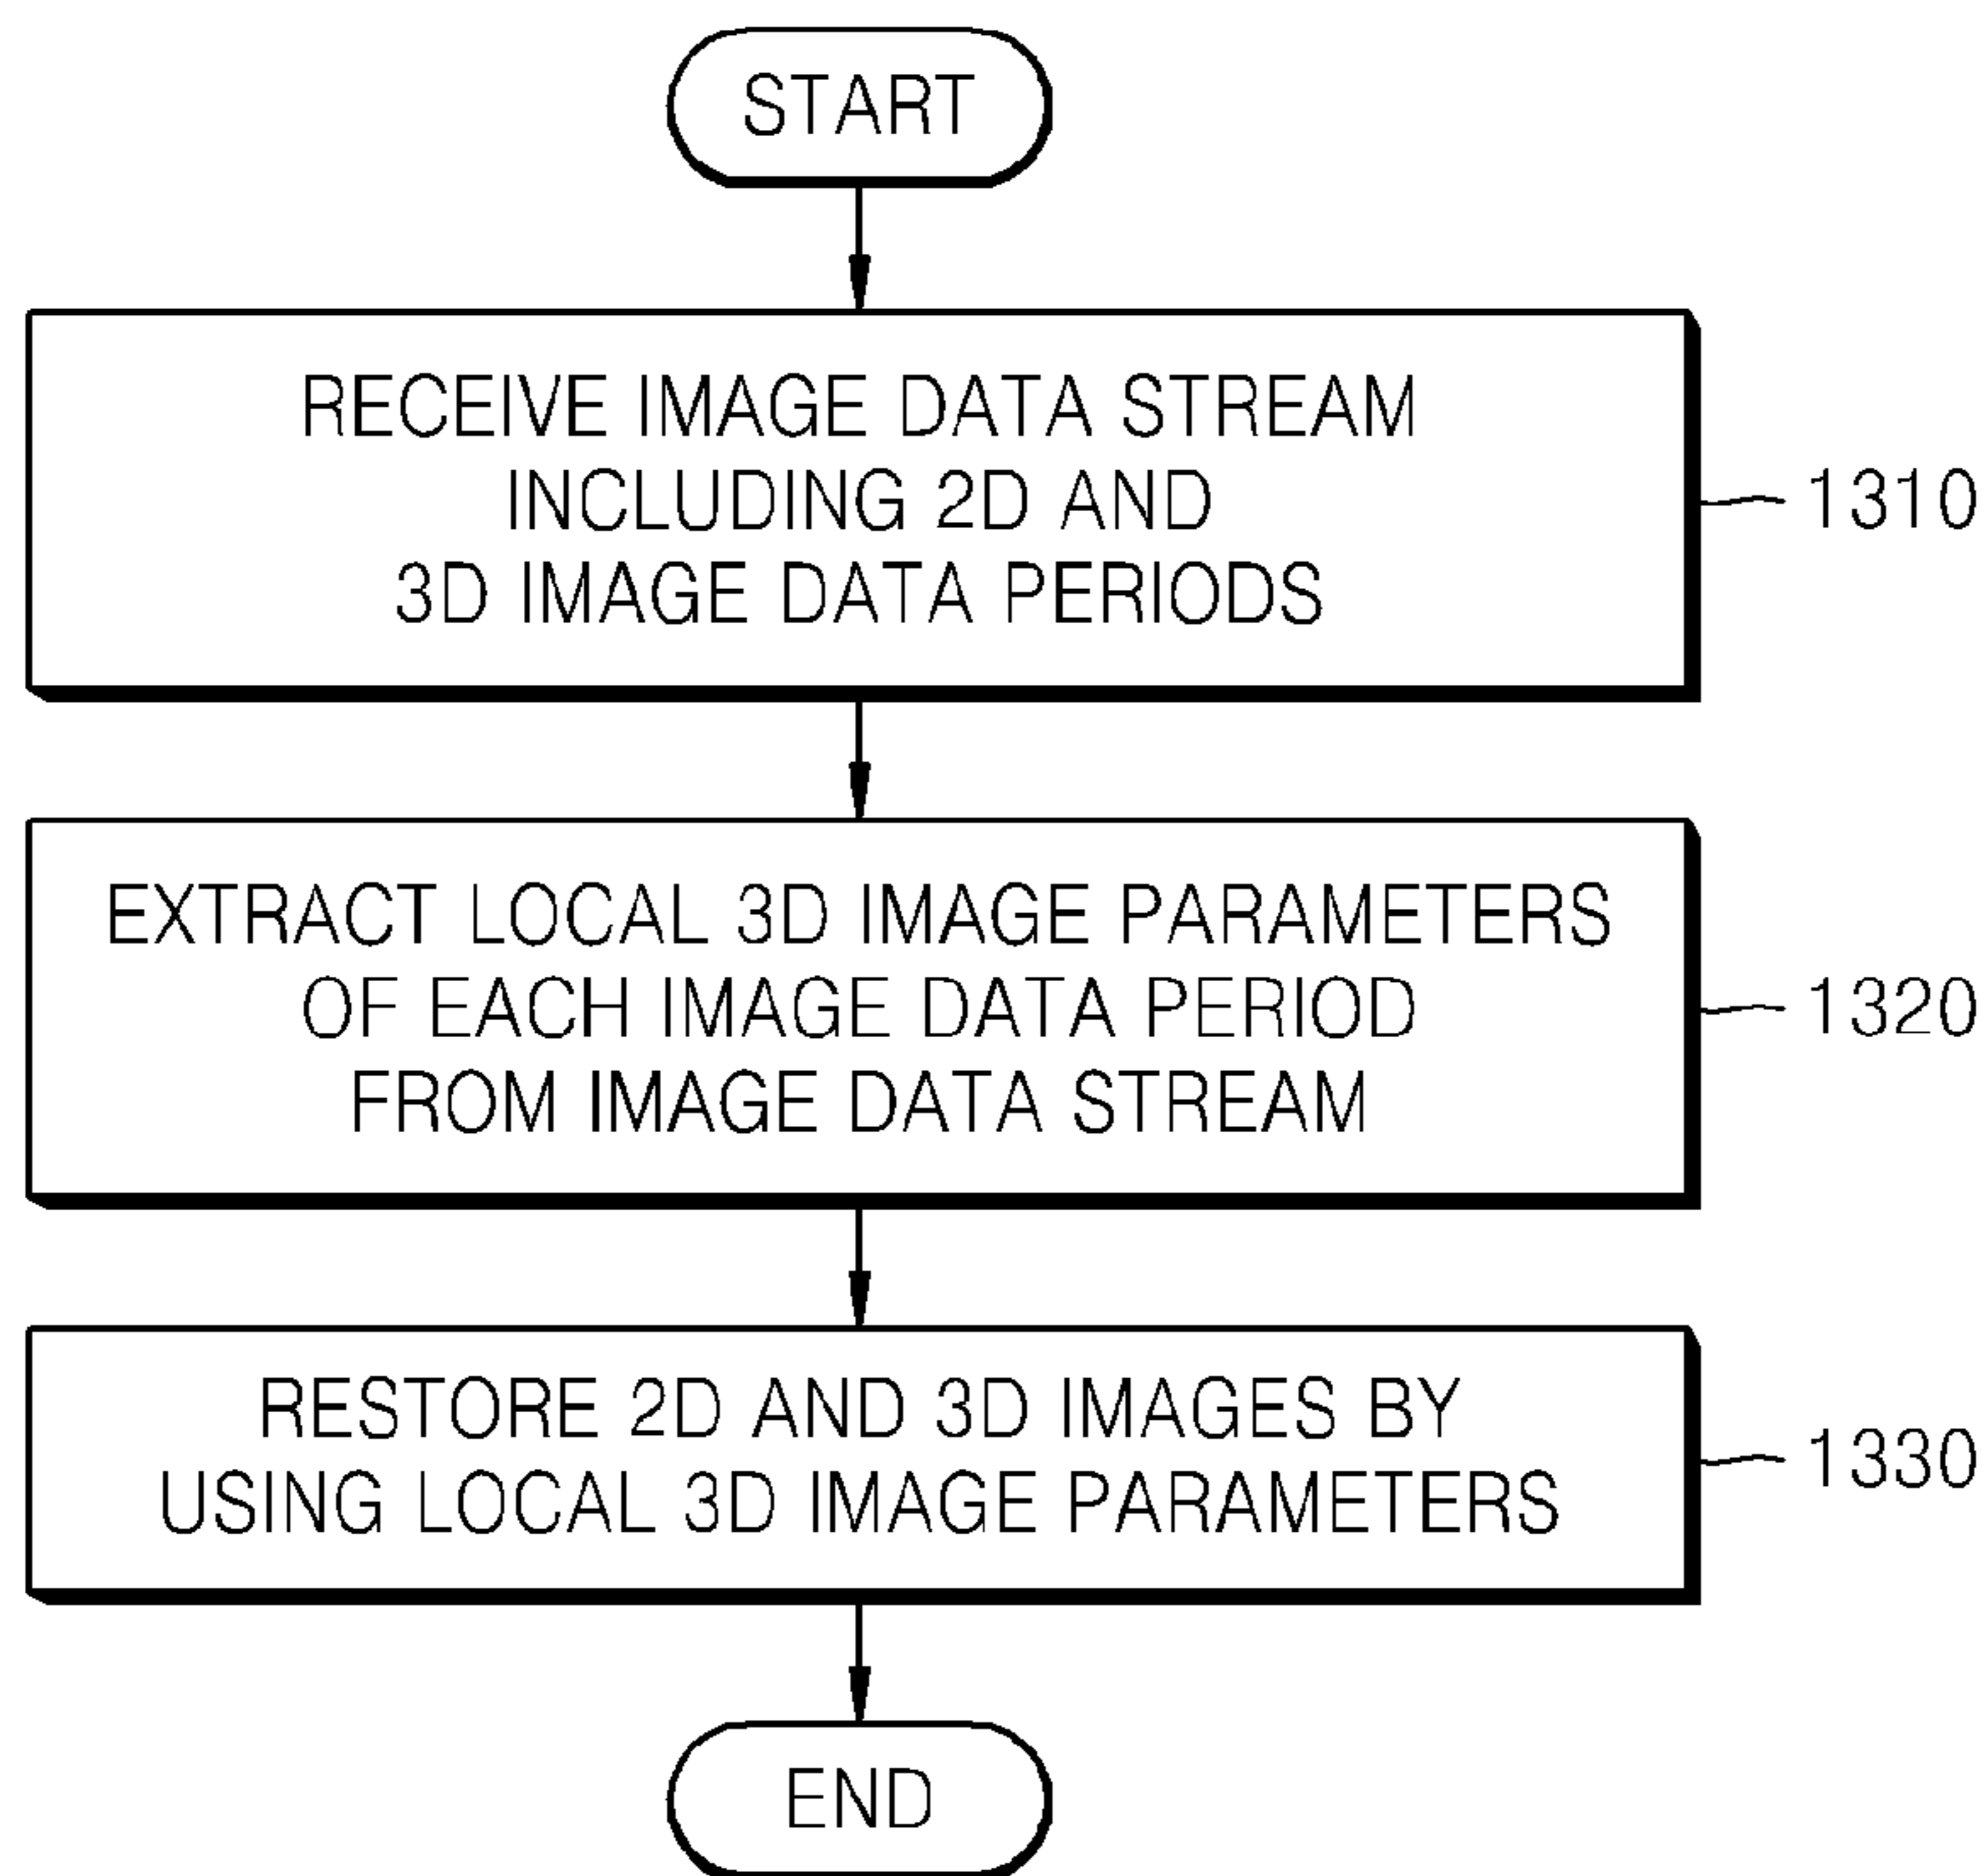 START
RECEIVE IMAGE DATA STREAM
INCLUDING 2D AND
3D IMAGE DATA PERIODS
1310
EXTRACT LOCAL 3D IMAGE PARAMETERS
OF EACH IMAGE DATA PERIOD
FROM IMAGE DATA STREAM
1320
RESTORE 2D AND 3D IMAGES BY
USING LOCAL 3D IMAGE PARAMETERS
1330
END